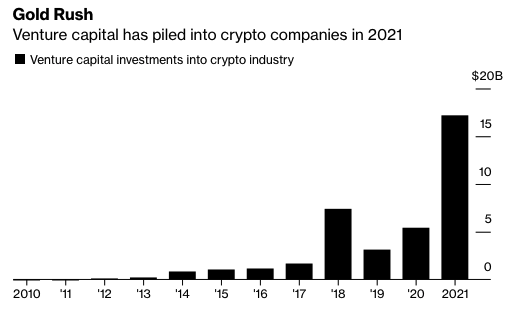 Gold Rush
Venture capital has piled into crypto companies in 2021
Venture capital investments into crypto industry
$20B
15
10
5
0
2010 '11 '12 '13 '14 '15 '16 '17 '18 '19 '20 2021